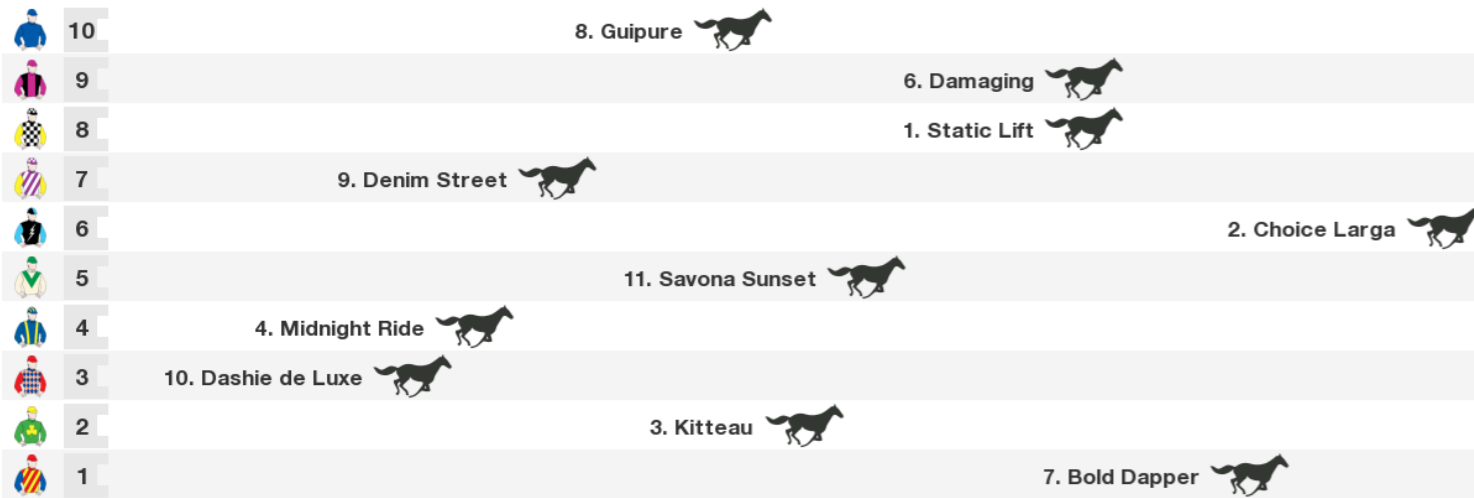 10 8. Guipure
9 6. Damaging
8 1. Static Lift
7 9. Denim Street
6 2. Choice Larga
5 11. Savona Sunset
4 4. Midnight Ride
3 10. Dashie de Luxe
2 3. Kitteau
1 7. Bold Dapper